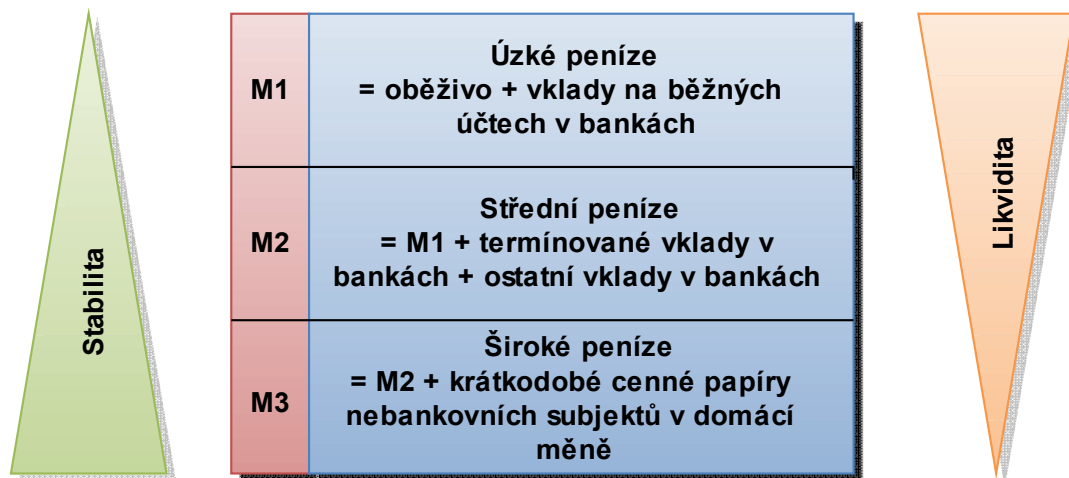 M1
Úzké peníze
= oběživo + vklady na běžných
účtech v bankách
M2
Střední peníze
= M1 + termínované vklady v
bankách + ostatní vklady v bankách
M3
Široké peníze
= M2 + krátkodobé cenné papíry
nebankovních subjektů v domácí
měně
Stabilita
Likvidita